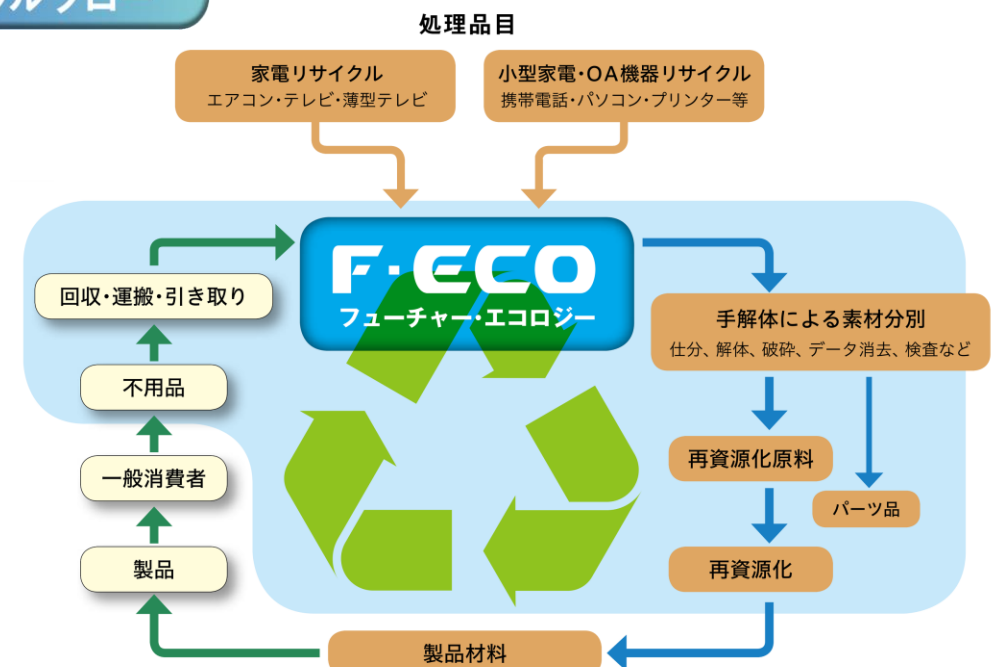 処理品目
家電リサイクル
エアコン・テレビ・薄型テレビ
小型家電・OA機器リサイクル
携帯電話・パソコン・プリンター等
F・ECO
フューチャー・エコロジー
回収・運搬・引き取り
不用品
一般消費者
製品
手解体による素材分別
仕分、解体、破砕、データ消去、検査など
再資源化原料
パーツ品
再資源化
製品材料